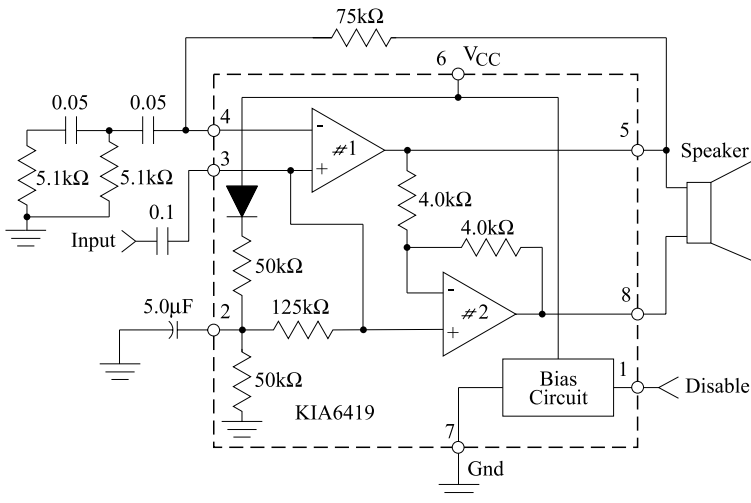 75kΩ
6
V_CC
0.05
0.05
4
-
#1
+
3
5
Speaker
5.1kΩ
5.1kΩ
4.0kΩ
0.1
Input
4.0kΩ
50kΩ
5.0μF
2
125kΩ
-
#2
+
8
50kΩ
Bias
Circuit
1
Disable
KIA6419
7
Gnd